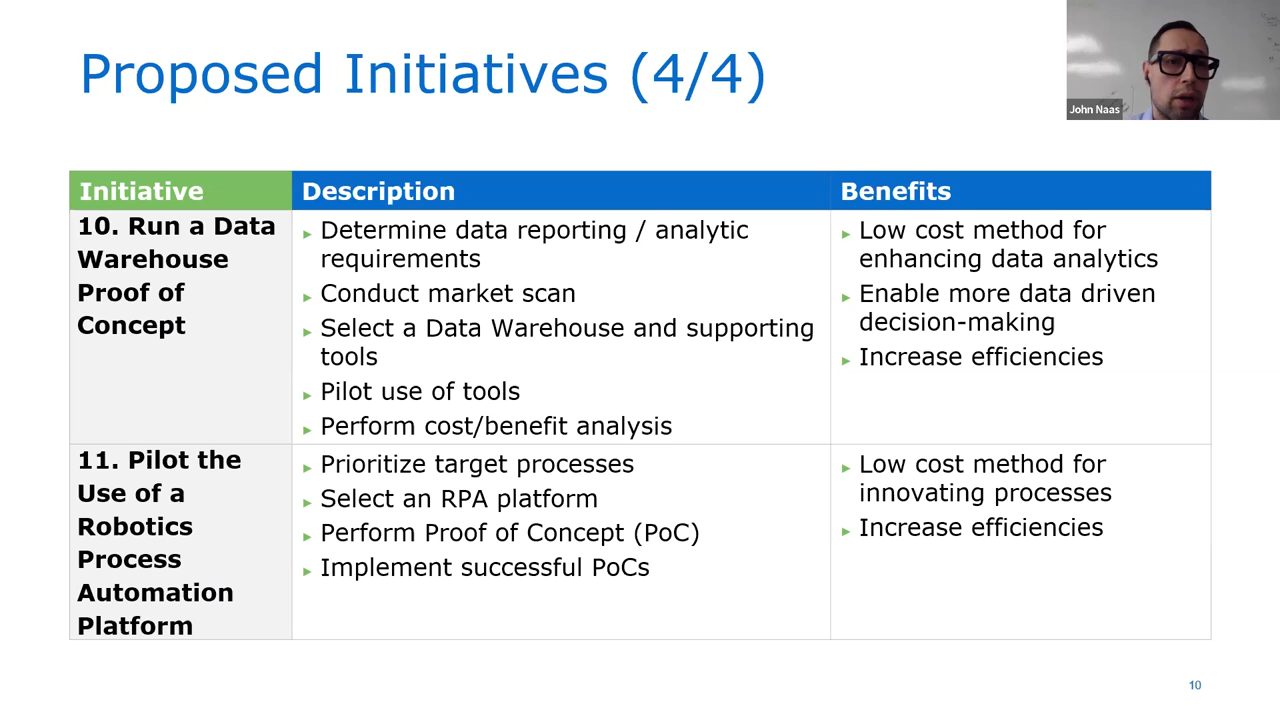 Proposed Initiatives (4/4)
John Naas
Initiative
Description
Benefits
10. Run a Data
Warehouse
Proof of
Concept
▸ Determine data reporting / analytic
requirements
▸ Conduct market scan
▸ Select a Data Warehouse and supporting
tools
▸ Pilot use of tools
▸ Perform cost/benefit analysis
▸ Low cost method for
enhancing data analytics
▸ Enable more data driven
decision-making
▸ Increase efficiencies
11. Pilot the
Use of a
Robotics
Process
Automation
Platform
▸ Prioritize target processes
▸ Select an RPA platform
▸ Perform Proof of Concept (PoC)
▸ Implement successful PoCs
▸ Low cost method for
innovating processes
▸ Increase efficiencies
10